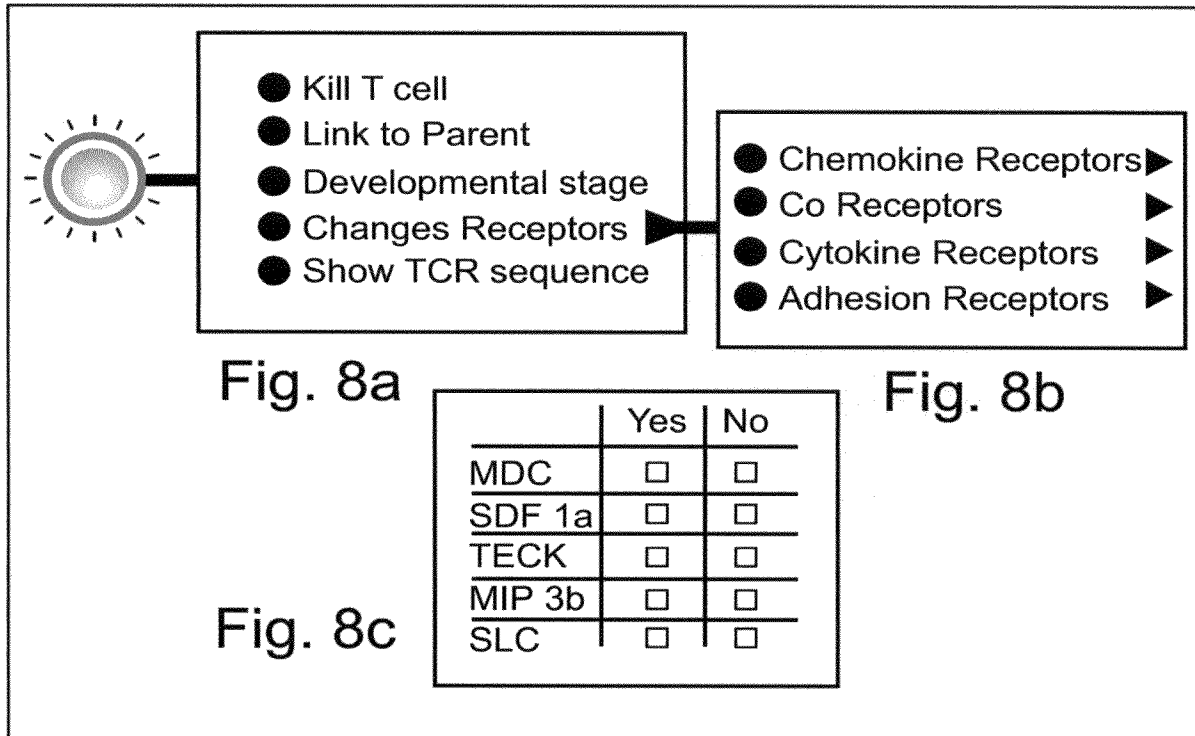 Kill T cell
Link to Parent
Developmental stage
Changes Receptors
Show TCR sequence
Fig. 8a
Chemokine Receptors
Co Receptors
Cytokine Receptors
Adhesion Receptors
Fig. 8b
Yes No
MDC
SDF 1a
TECK
MIP 3b
SLC
Fig. 8c